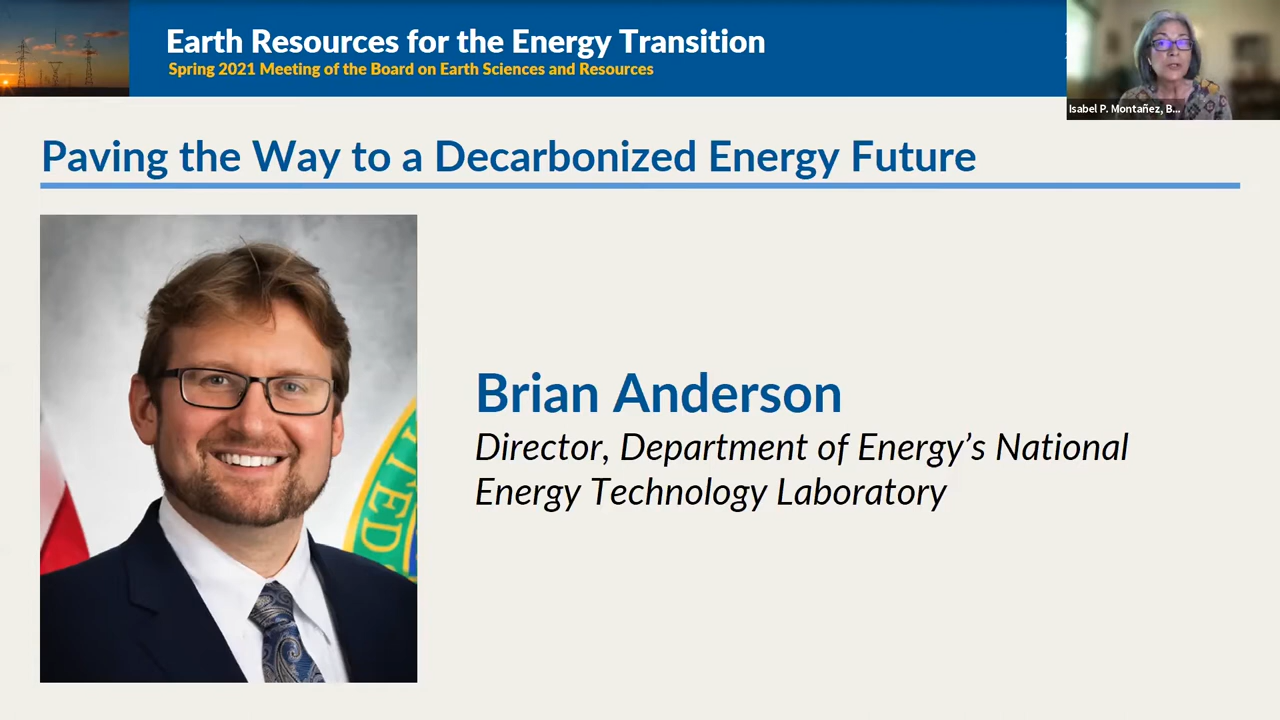 Earth Resources for the Energy Transition
Spring 2021 Meeting of the Board on Earth Sciences and Resources
Isabel P. Montañez, B...
Paving the Way to a Decarbonized Energy Future
Brian Anderson
Director, Department of Energy's National
Energy Technology Laboratory